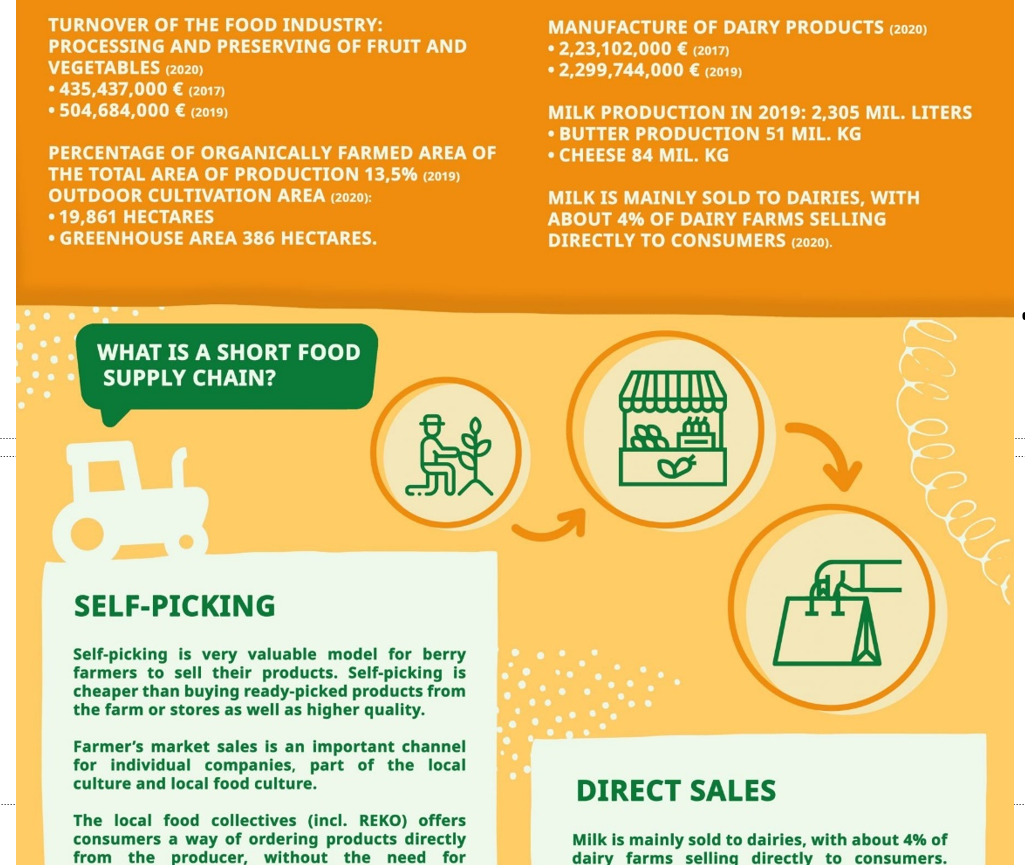 TURNOVER OF THE FOOD INDUSTRY:
PROCESSING AND PRESERVING OF FRUIT AND
VEGETABLES (2020)
• 435,437,000 € (2017)
• 504,684,000 € (2019)
PERCENTAGE OF ORGANICALLY FARMED AREA OF
THE TOTAL AREA OF PRODUCTION 13,5% (2019)
OUTDOOR CULTIVATION AREA (2020):
• 19,861 HECTARES
• GREENHOUSE AREA 386 HECTARES.
MANUFACTURE OF DAIRY PRODUCTS (2020)
• 2,23,102,000 € (2017)
• 2,299,744,000 € (2019)
MILK PRODUCTION IN 2019: 2,305 MIL. LITERS
• BUTTER PRODUCTION 51 MIL. KG
• CHEESE 84 MIL. KG
MILK IS MAINLY SOLD TO DAIRIES, WITH
ABOUT 4% OF DAIRY FARMS SELLING
DIRECTLY TO CONSUMERS (2020).
WHAT IS A SHORT FOOD
SUPPLY CHAIN?
SELF-PICKING
Self-picking is very valuable model for berry
farmers to sell their products. Self-picking is
cheaper than buying ready-picked products from
the farm or stores as well as higher quality.
Farmer's market sales is an important channel
for individual companies, part of the local
culture and local food culture.
The local food collectives (incl. REKO) offers
consumers a way of ordering products directly
from the producer, without the need for
DIRECT SALES
Milk is mainly sold to dairies, with about 4% of
dairy farms selling directly to consumers